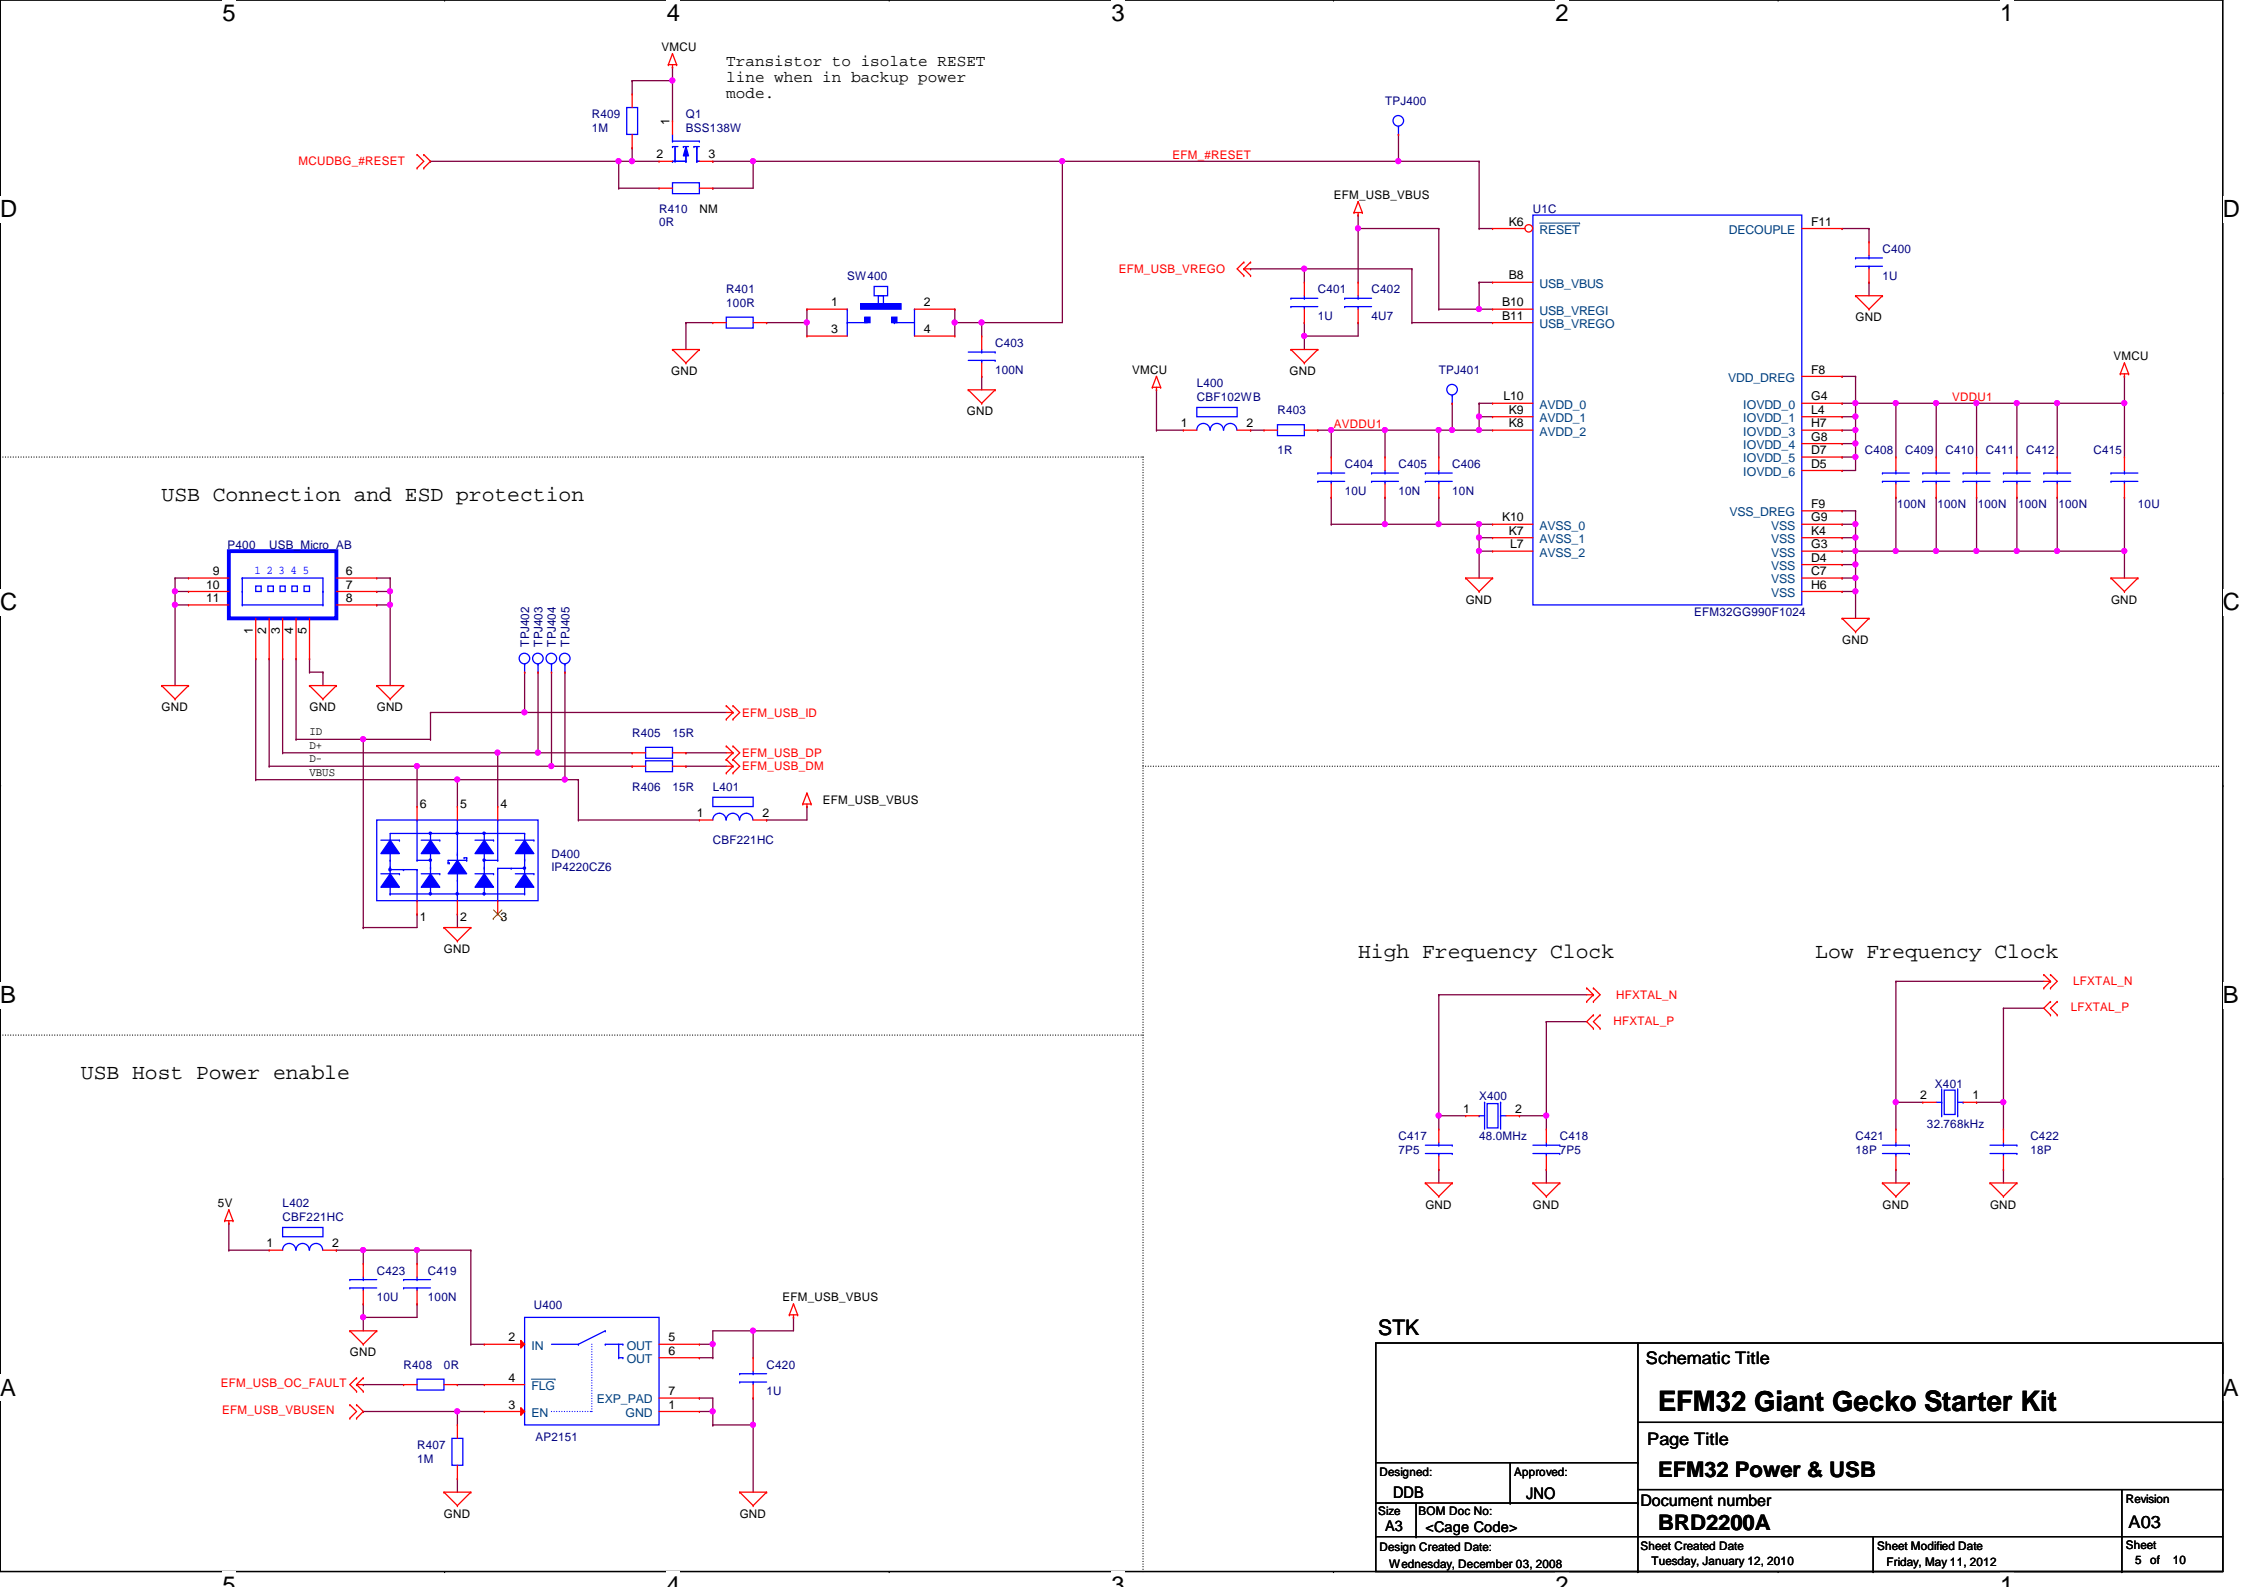 5 4 3 2 1
VMCU
Transistor to isolate RESET
line when in backup power
mode.
R409
1M
1
Q1
BSS138W
TPJ400
MCUDBG_#RESET
2 3
EFM_#RESET
R410 NM
0R
D D
EFM_USB_VBUS
U1C
K6 RESET
DECOUPLE F11
C400
1U
GND
EFM_USB_VREGO
C401
1U
C402
4U7
GND
B8 USB_VBUS
B10 USB_VREGI
B11 USB_VREGO
R401
100R
SW400
1 2
3 4
GND
C403
100N
GND
VMCU
L400
CBF102WB
1 2
R403
1R
AVDDU1
TPJ401
L10 AVDD_0
K9 AVDD_1
K8 AVDD_2
C404
10U
C405
10N
C406
10N
K10 AVSS_0
K7 AVSS_1
L7 AVSS_2
GND
VDD_DREG F8
IOVDD_0 G4
IOVDD_1 L4
IOVDD_3 H7
IOVDD_4 G8
IOVDD_5 D7
IOVDD_6 D5
VSS_DREG F9
VSS G9
VSS K4
VSS G3
VSS D4
VSS C7
VSS H6
EFM32GG990F1024
GND
VDDU1
VMCU
C408 C409 C410 C411 C412 C415
100N 100N 100N 100N 100N 10U
GND
USB Connection and ESD protection
P400 USB_Micro_AB
1 2 3 4 5
9 6
10 7
11 8
1 2 3 4 5
C C
GND GND GND
TPJ402
TPJ403
TPJ404
TPJ405
EFM_USB_ID
ID
D+
D-
VBUS
R405 15R
EFM_USB_DP
EFM_USB_DM
R406 15R
L401
1 2
CBF221HC
EFM_USB_VBUS
6 5 4
D400
IP4220CZ6
1 2 3
GND
High Frequency Clock
HFXTAL_N
HFXTAL_P
X400
1 2
48.0MHz
C417
7P5
C418
7P5
GND GND
Low Frequency Clock
LFXTAL_N
LFXTAL_P
X401
2 1
32.768kHz
C421
18P
C422
18P
GND GND
B B
USB Host Power enable
5V
L402
CBF221HC
1 2
C423
10U
C419
100N
GND
U400
2 IN
OUT 5
OUT 6
4 FLG
EXP_PAD 7
3 EN
GND 1
AP2151
EFM_USB_VBUS
C420
1U
GND
R408 0R
EFM_USB_OC_FAULT
EFM_USB_VBUSEN
R407
1M
GND
A A
STK
Schematic Title
EFM32 Giant Gecko Starter Kit
Page Title
EFM32 Power & USB
Designed:
DDB
Approved:
JNO
Document number
BRD2200A
Revision
A03
Size
A3
BOM Doc No:
<Cage Code>
Design Created Date:
Wednesday, December 03, 2008
Sheet Created Date
Tuesday, January 12, 2010
Sheet Modified Date
Friday, May 11, 2012
Sheet
5 of 10
5 4 3 2 1